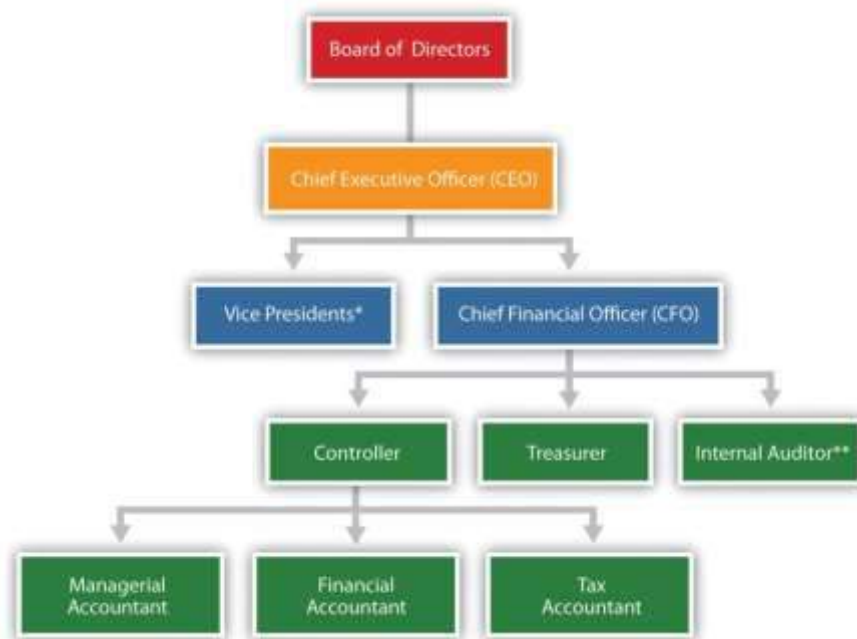 Board of Directors
Chief Executive Officer (CEO)
Vice Presidents*
Chief Financial Officer (CFO)
Controller
Treasurer
Internal Auditor**
Managerial
Accountant
Financial
Accountant
Tax
Accountant